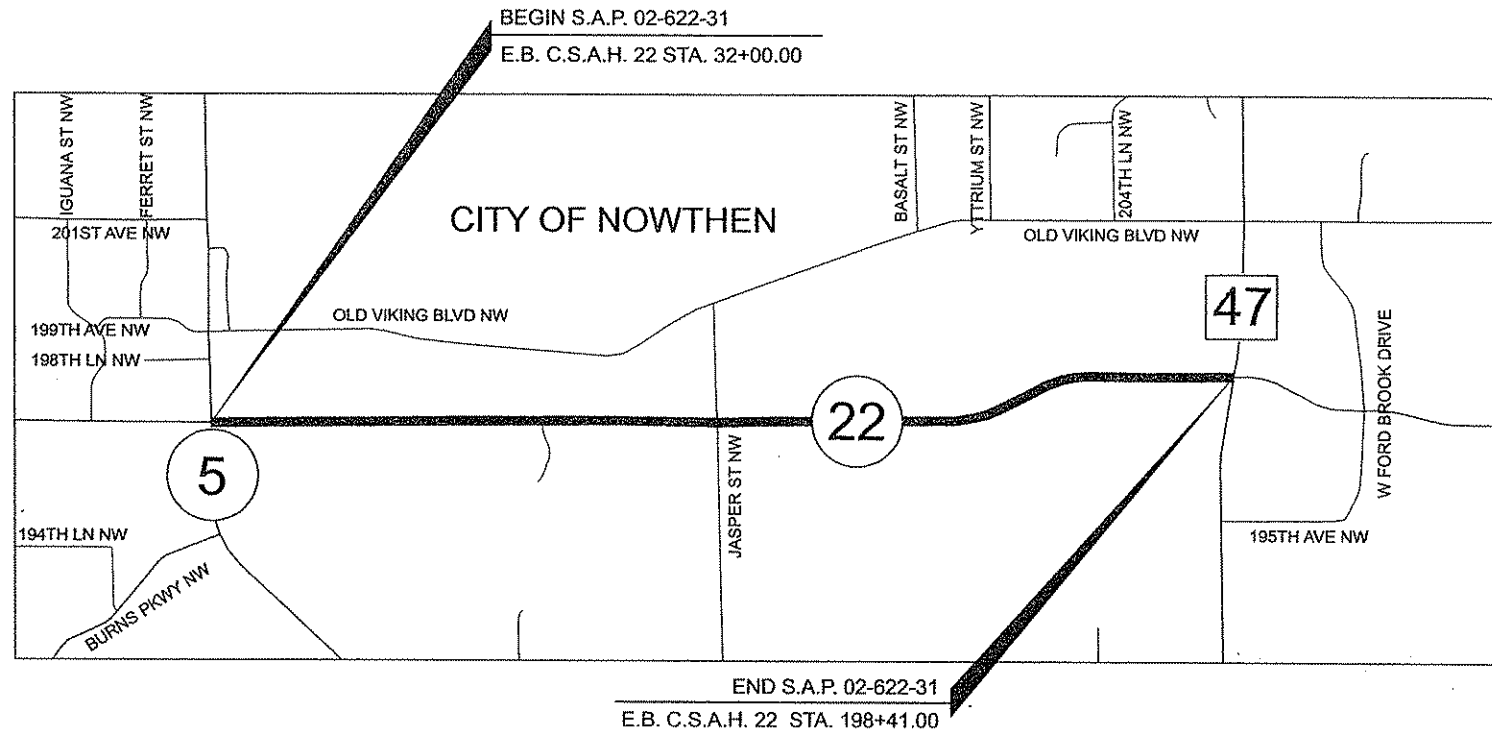 BEGIN S.A.P. 02-622-31
E.B. C.S.A.H. 22 STA. 32+00.00
IGUANA ST NW
FERRET ST NW
BASALT ST NW
YTTRIUM ST NW
204TH LN NW
CITY OF NOWTHEN
201ST AVE NW
OLD VIKING BLVD NW
47
199TH AVE NW
OLD VIKING BLVD NW
198TH LN NW
W FORD BROOK DRIVE
22
5
JASPER ST NW
194TH LN NW
195TH AVE NW
BURNS PKWY NW
END S.A.P. 02-622-31
E.B. C.S.A.H. 22 STA. 198+41.00